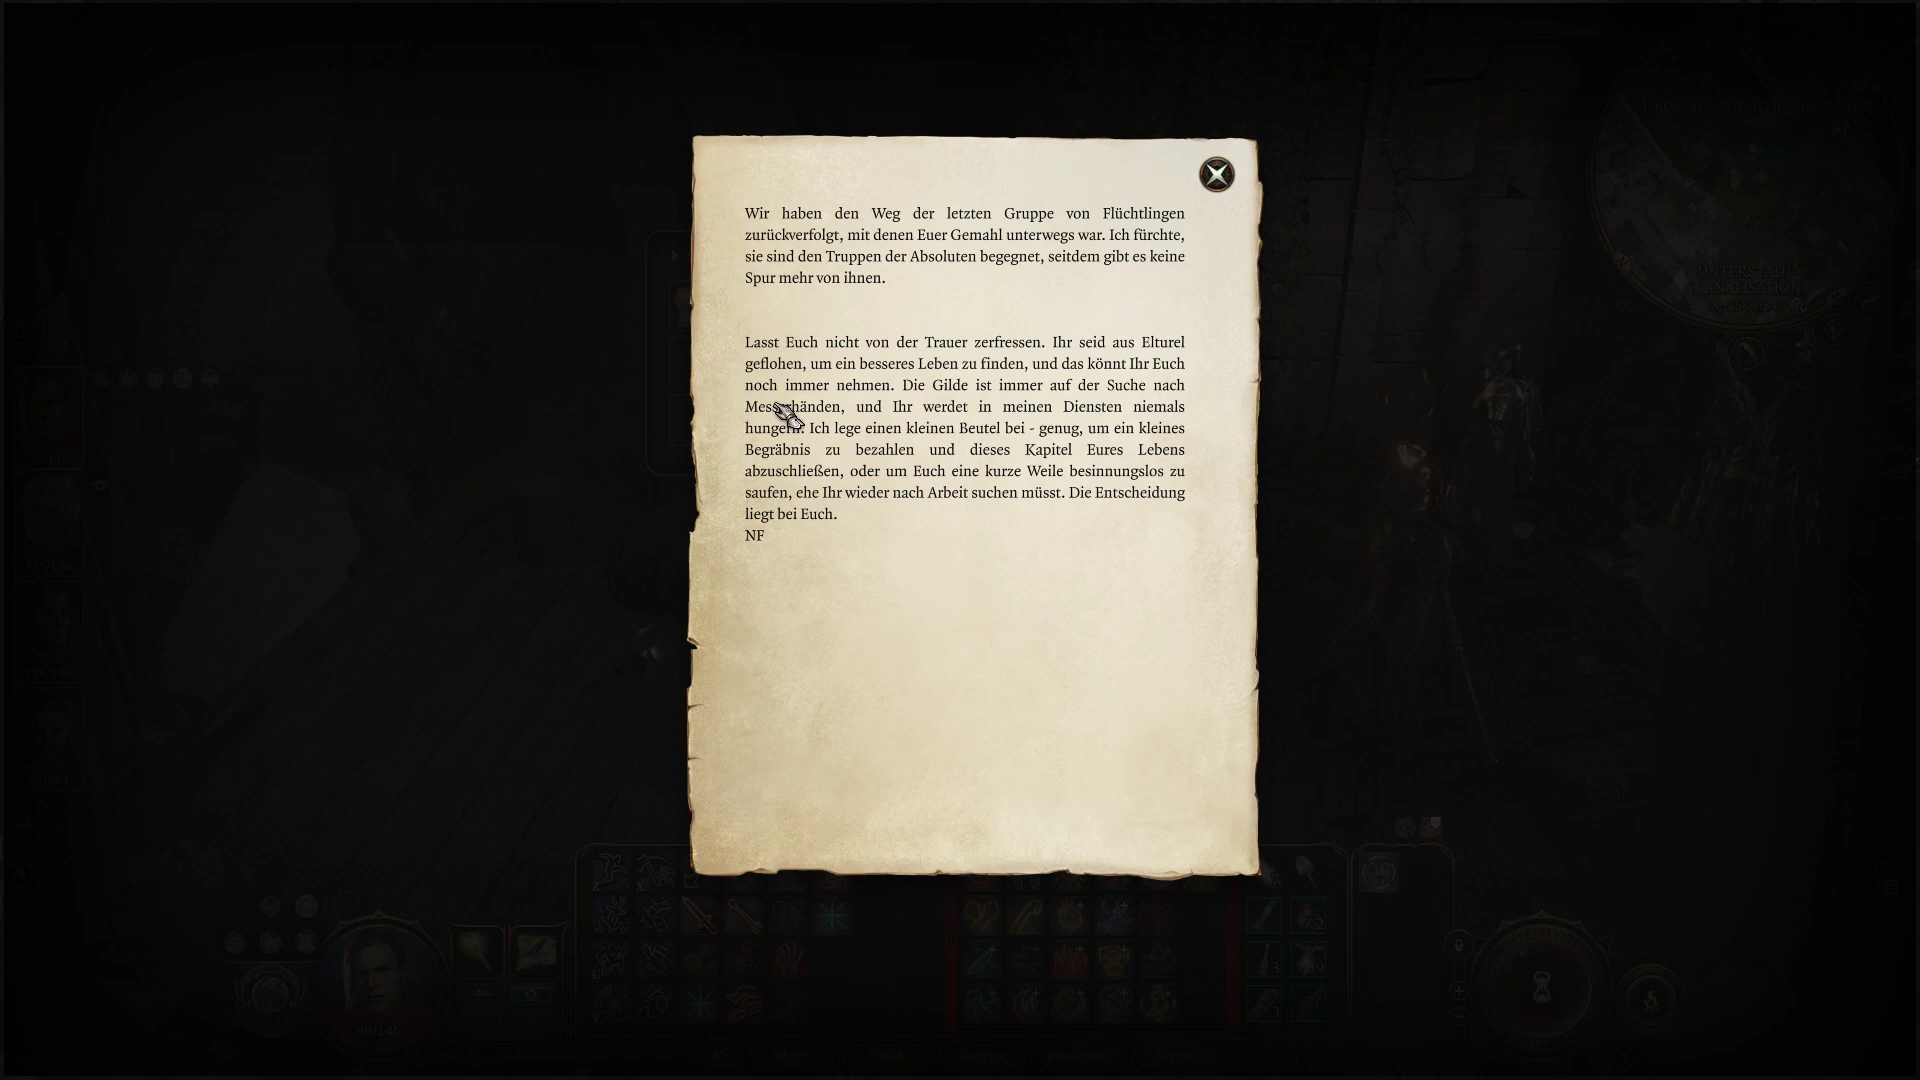 Wir haben den Weg der letzten Gruppe von Flüchtlingen
zurückverfolgt, mit denen Euer Gemahl unterwegs war. Ich fürchte,
sie sind den Truppen der Absoluten begegnet, seitdem gibt es keine
Spur mehr von ihnen.
Lasst Euch nicht von der Trauer zerfressen. Ihr seid aus Elturel
geflohen, um ein besseres Leben zu finden, und das könnt Ihr Euch
noch immer nehmen. Die Gilde ist immer auf der Suche nach
und Ihr werdet in meinen Diensten niemals
hungern. Ich lege einen kleinen Beutel bei - genug, um ein kleines
Begräbnis zu bezahlen und dieses Kapitel Eures Lebens
abzuschließen, oder um Euch eine kurze Weile besinnungslos zu
saufen, ehe Ihr wieder nach Arbeit suchen müsst. Die Entscheidung
liegt bei Euch.
NF
UNTERSTADT-
KANALISATION
98/146